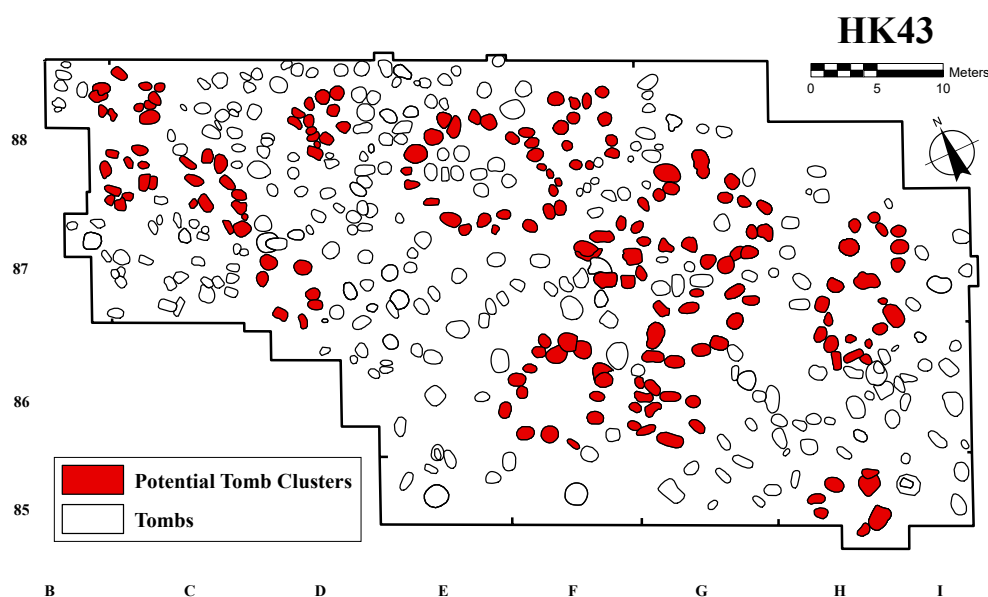 HK43
Meters
0 5 10
N
88
87
86
85
Potential Tomb Clusters
Tombs
B C D E F G H I